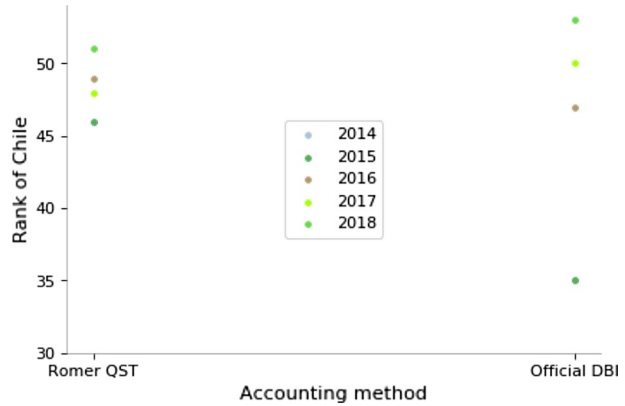 50
45
40
35
30
Rank of Chile
2014
2015
2016
2017
2018
Romer QST
Official DBI
Accounting method